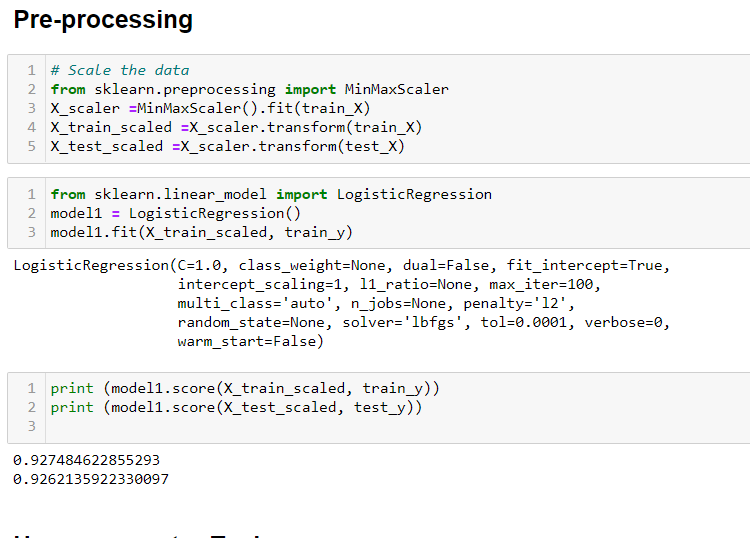 Pre-processing
1 # Scale the data
2 from sklearn.preprocessing import MinMaxScaler
3 X_scaler =MinMaxScaler().fit(train_X)
4 X_train_scaled =X_scaler.transform(train_X)
5 X_test_scaled =X_scaler.transform(test_X)
1 from sklearn.linear_model import LogisticRegression
2 model1 = LogisticRegression()
3 model1.fit(X_train_scaled, train_y)
LogisticRegression(C=1.0, class_weight=None, dual=False, fit_intercept=True,
intercept_scaling=1, l1_ratio=None, max_iter=100,
multi_class='auto', n_jobs=None, penalty='l2',
random_state=None, solver='lbfgs', tol=0.0001, verbose=0,
warm_start=False)
1 print (model1.score(X_train_scaled, train_y))
2 print (model1.score(X_test_scaled, test_y))
3
0.927484622855293
0.9262135922330097